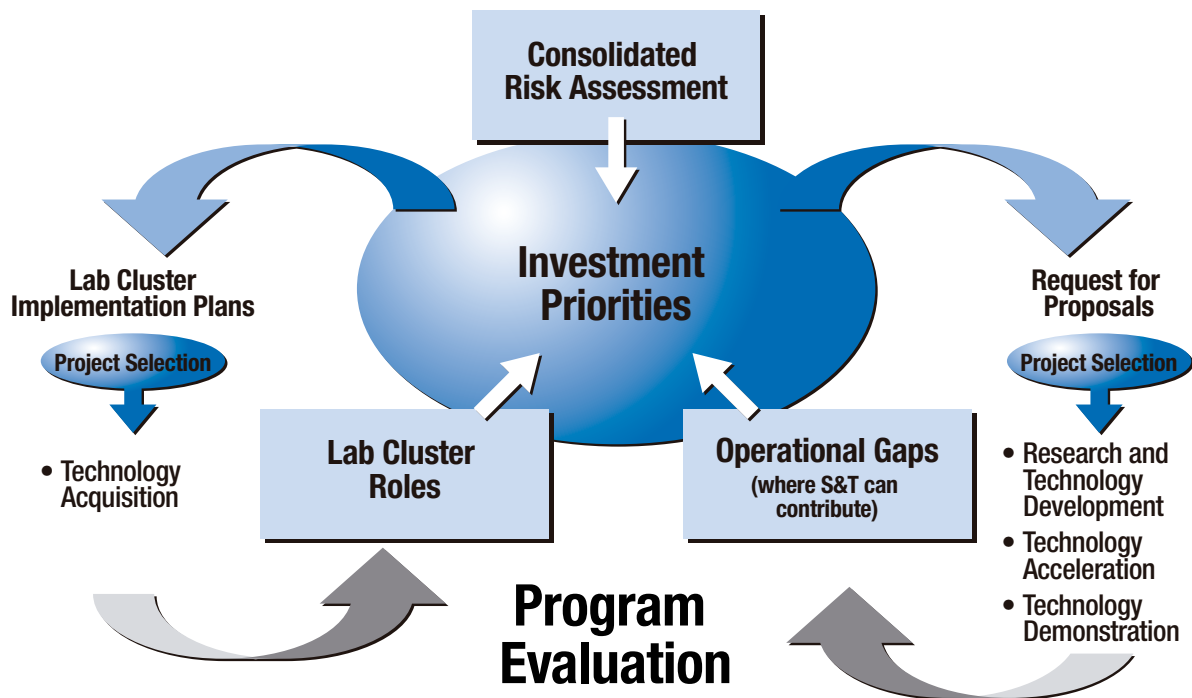 Consolidated
Risk Assessment
Investment
Priorities
Lab Cluster
Implementation Plans
Project Selection
• Technology
Acquisition
Lab Cluster
Roles
Operational Gaps
(where S&T can
contribute)
Request for
Proposals
Project Selection
• Research and
Technology
Development
• Technology
Acceleration
• Technology
Demonstration
Program
Evaluation